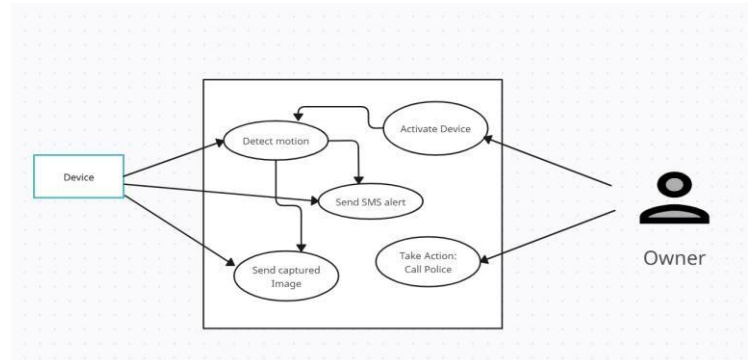 Activate Device
Detect motion
Device
Send SMS alert
Take Action:
Call Police
Send captured
Image
Owner